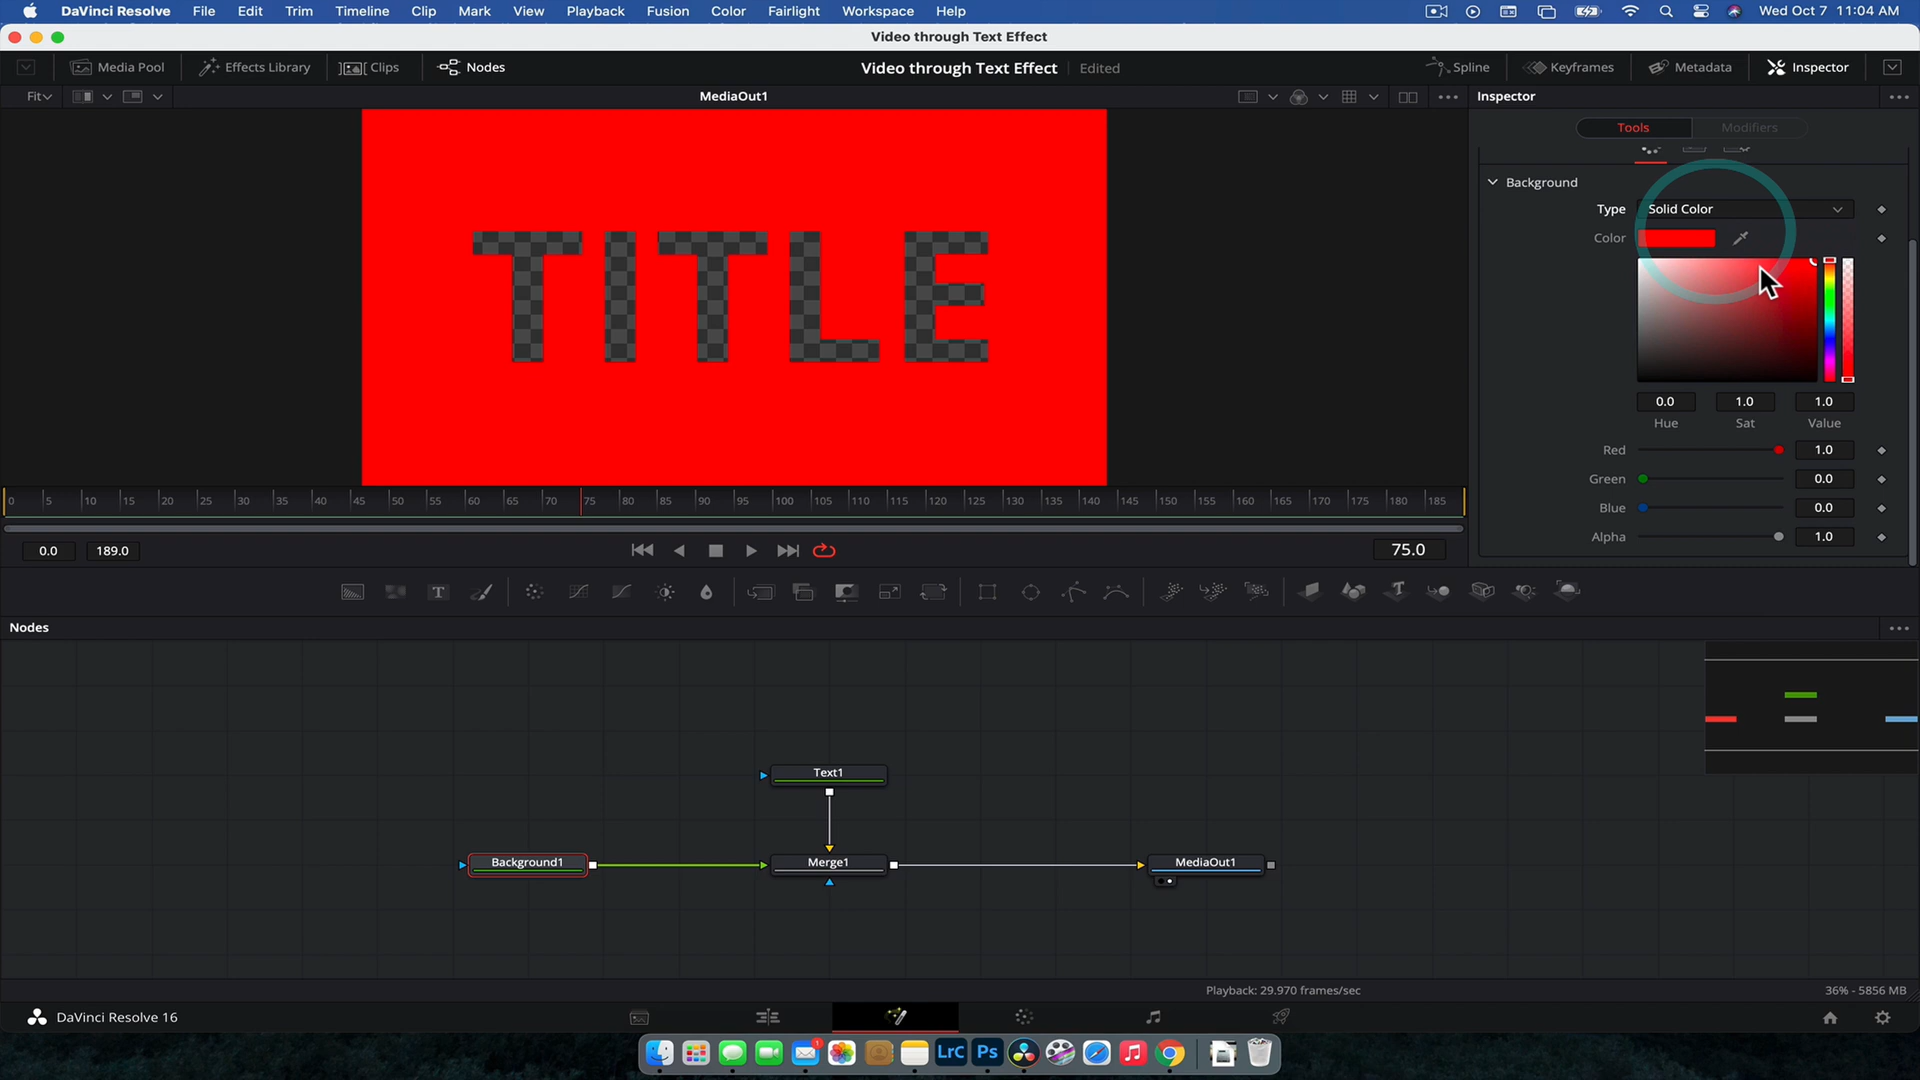 DaVinci Resolve File Edit Trim Timeline Clip Mark View Playback Fusion Color Fairlight Workspace Help Wed Oct 7 11:04 AM
Video through Text Effect
Media Pool Effects Library Clips Nodes Video through Text Effect Edited Spline Keyframes Metadata Inspector
Fit MediaOut1 Inspector
Tools Modifiers
Background
Type Solid Color
Color
TITLE
0.0 1.0 1.0
Hue Sat Value
Red 1.0
Green 0.0
Blue 0.0
Alpha 1.0
0 5 10 15 20 25 30 35 40 45 50 55 60 65 70 75 80 85 90 95 100 105 110 115 120 125 130 135 140 145 150 155 160 165 170 175 180 185
0.0 189.0 75.0
T
T
Nodes
Text1
Background1 Merge1 MediaOut1
Playback: 29.970 frames/sec 36% - 5856 MB
DaVinci Resolve 16
1 LrC Ps